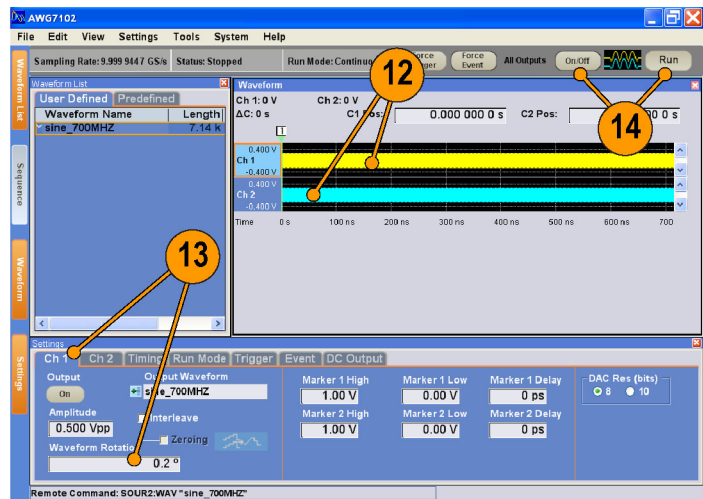 AWG7102
File Edit View Settings Tools System Help
Sampling Rate: 9.999 944 7 GS/s Status: Stopped Run Mode: Continuo Force Event All Outputs On/Off Run
Waveform List
Sequence
Waveform
Settings
Waveform List
User Defined Predefined
Waveform Name Length
sine_700MHZ 7.14 k
Waveform
Ch 1: 0 V Ch 2: 0 V
ΔC: 0 s C1 Pos: 0.000 000 0 s C2 Pos: 00 0 s
1
0.400 V
Ch 1
-0.400 V
0.400 V
Ch 2
-0.400 V
Time 0 s 100 ns 200 ns 300 ns 400 ns 500 ns 600 ns 700
12
14
13
Settings
Ch 1 Ch 2 Timing Run Mode Trigger Event DC Output
Output Output Waveform
On sine_700MHZ
Amplitude
0.500 Vpp Interleave
Zeroing
Waveform Rotatio
0.2 °
Marker 1 High Marker 1 Low Marker 1 Delay
1.00 V 0.00 V 0 ps
Marker 2 High Marker 2 Low Marker 2 Delay
1.00 V 0.00 V 0 ps
DAC Res (bits)
8 10
Remote Command: SOUR2:WAV "sine_700MHZ"